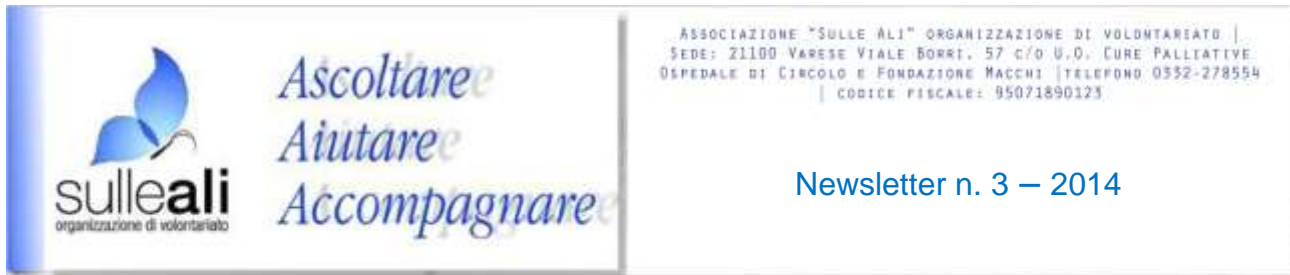 sulleali
organizzazione di volontariato
Ascoltare
Aiutare
Accompagnare
ASSOCIAZIONE "SULLE ALI" ORGANIZZAZIONE DI VOLONTARIATO |
SEDE: 21100 VARESE VIALE BORRI, 57 C/O U.O. CURE PALLIATIVE
OSPEDALE DI CIRCOLO E FONDAZIONE MACCHI |TELEFONO 0332-278554
| CODICE FISCALE: 95071890123
Newsletter n. 3 – 2014